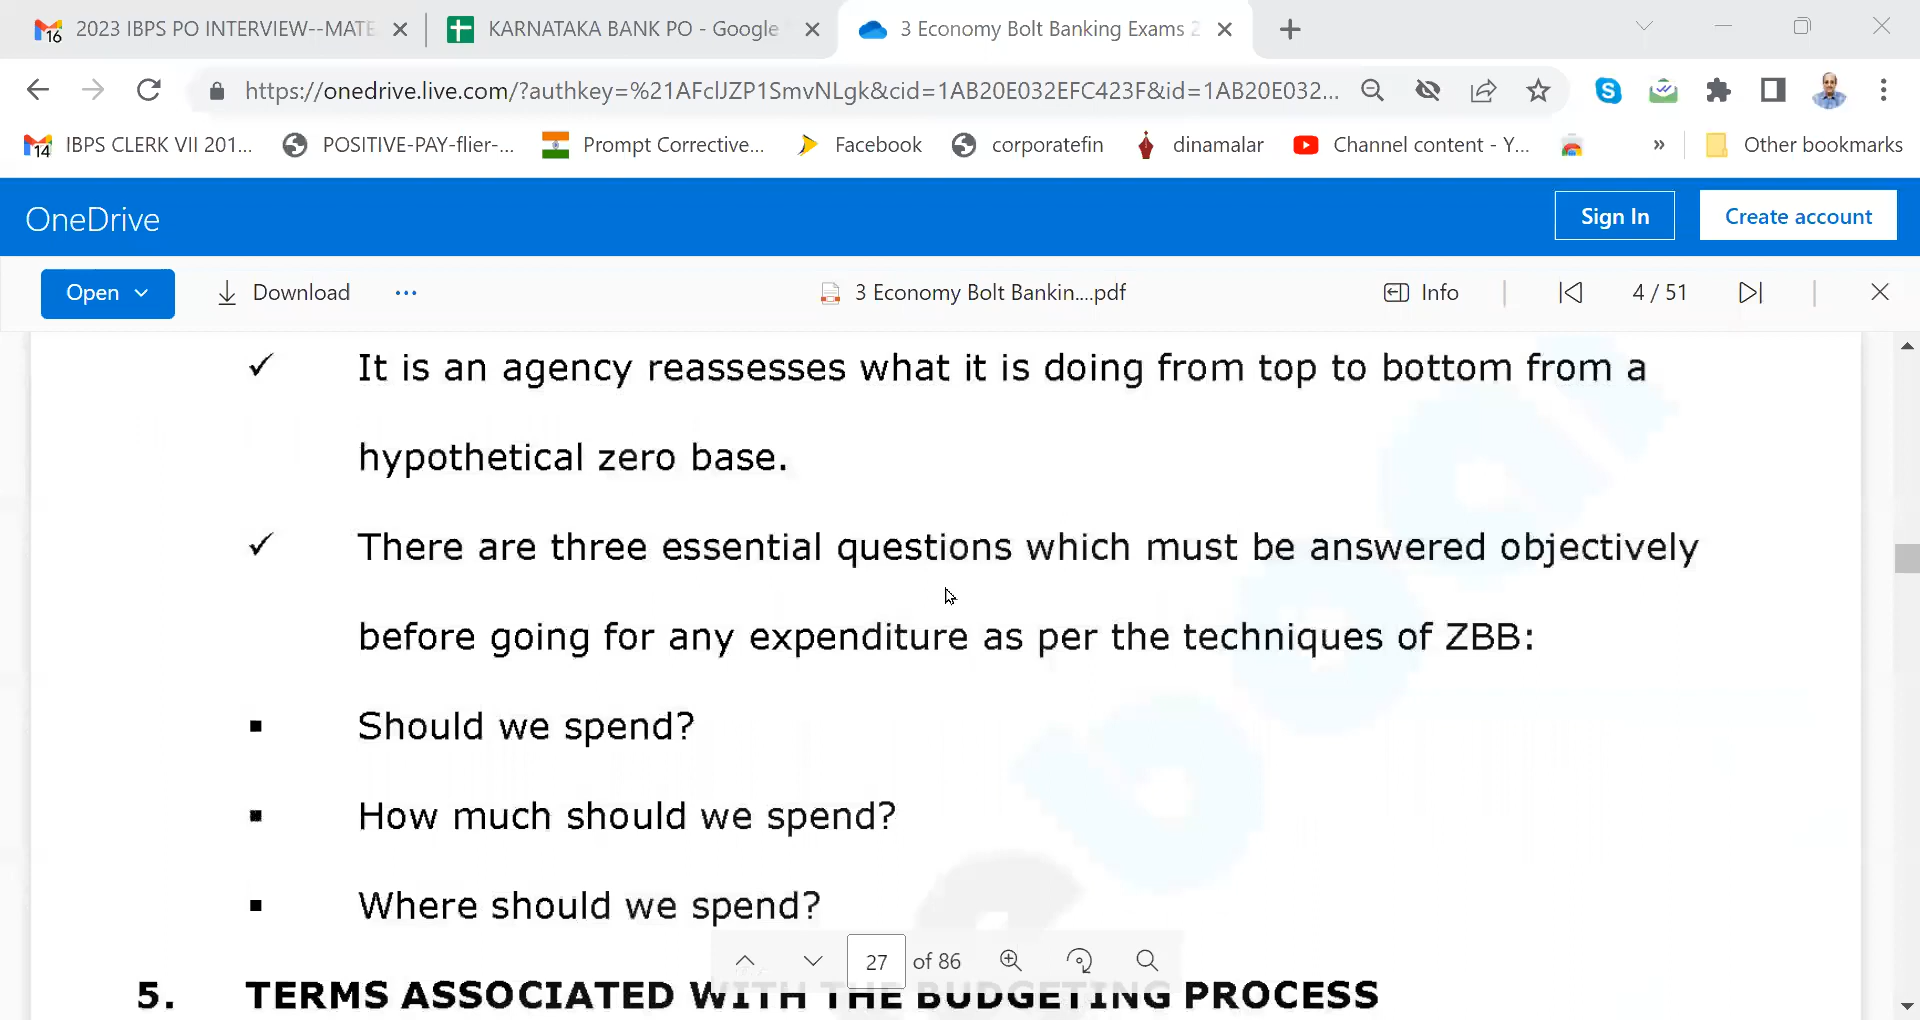 2023 IBPS PO INTERVIEW--MATE
KARNATAKA BANK PO - Google
3 Economy Bolt Banking Exams 2
https://onedrive.live.com/?authkey=%21AFclJZP1SmvNLgk&cid=1AB20E032EFC423F&id=1AB20E032...
IBPS CLERK VII 201...
POSITIVE-PAY-flier-...
Prompt Corrective...
Facebook
corporatefin
dinamalar
Channel content - Y...
»
Other bookmarks
OneDrive
Sign In
Create account
Open
Download
...
3 Economy Bolt Bankin....pdf
Info
4 / 51
It is an agency reassesses what it is doing from top to bottom from a
hypothetical zero base.
There are three essential questions which must be answered objectively
before going for any expenditure as per the techniques of ZBB:
Should we spend?
How much should we spend?
Where should we spend?
27 of 86
5. TERMS ASSOCIATED WITH THE BUDGETING PROCESS